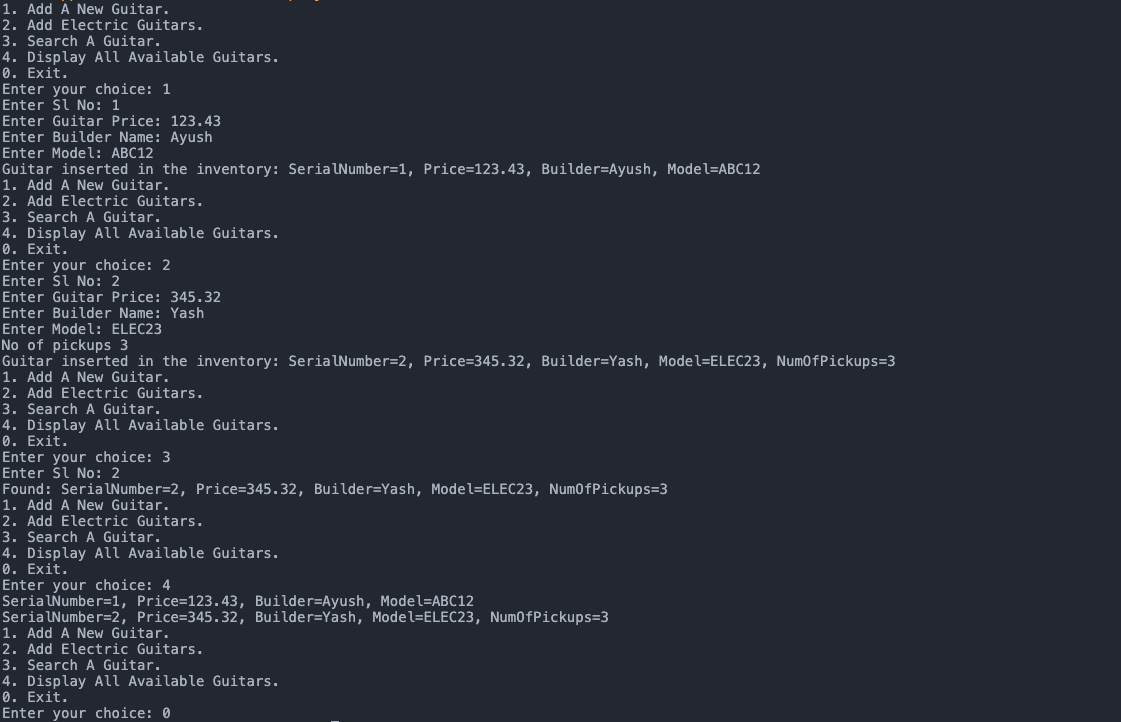 1. Add A New Guitar.
2. Add Electric Guitars.
3. Search A Guitar.
4. Display All Available Guitars.
0. Exit.
Enter your choice: 1
Enter Sl No: 1
Enter Guitar Price: 123.43
Enter Builder Name: Ayush
Enter Model: ABC12
Guitar inserted in the inventory: SerialNumber=1, Price=123.43, Builder=Ayush, Model=ABC12
1. Add A New Guitar.
2. Add Electric Guitars.
3. Search A Guitar.
4. Display All Available Guitars.
0. Exit.
Enter your choice: 2
Enter Sl No: 2
Enter Guitar Price: 345.32
Enter Builder Name: Yash
Enter Model: ELEC23
No of pickups 3
Guitar inserted in the inventory: SerialNumber=2, Price=345.32, Builder=Yash, Model=ELEC23, NumOfPickups=3
1. Add A New Guitar.
2. Add Electric Guitars.
3. Search A Guitar.
4. Display All Available Guitars.
0. Exit.
Enter your choice: 3
Enter Sl No: 2
Found: SerialNumber=2, Price=345.32, Builder=Yash, Model=ELEC23, NumOfPickups=3
1. Add A New Guitar.
2. Add Electric Guitars.
3. Search A Guitar.
4. Display All Available Guitars.
0. Exit.
Enter your choice: 4
SerialNumber=1, Price=123.43, Builder=Ayush, Model=ABC12
SerialNumber=2, Price=345.32, Builder=Yash, Model=ELEC23, NumOfPickups=3
1. Add A New Guitar.
2. Add Electric Guitars.
3. Search A Guitar.
4. Display All Available Guitars.
0. Exit.
Enter your choice: 0